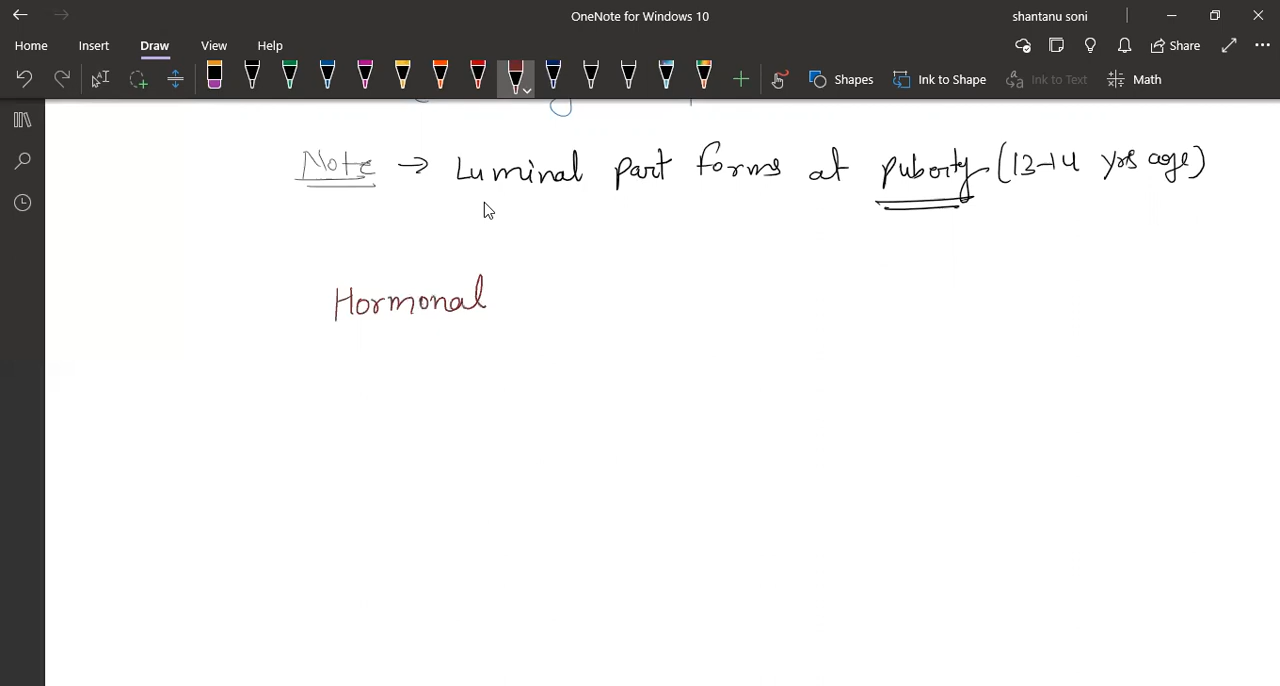 OneNote for Windows 10
shantanu soni
Home Insert Draw View Help
Share
Shapes Ink to Shape Ink to Text Math
Note → Luminal part forms at puberty (13-14 yrs age)
Hormonal